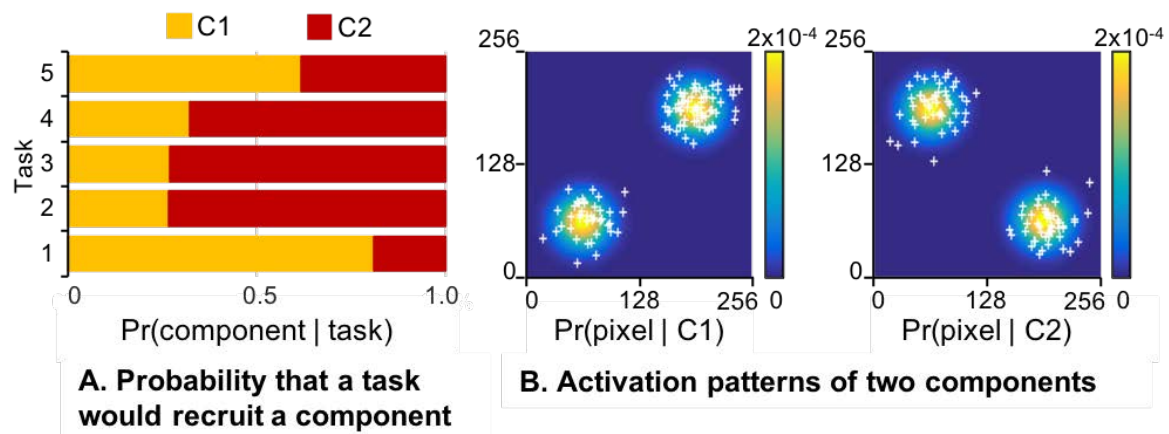 C1 C2
Task
5
4
3
2
1
0 0.5 1.0
Pr(component | task)
A. Probability that a task
would recruit a component
256 2x10-4 256 2x10-4
128 128
0 0 0 0
0 128 256 0 128 256
Pr(pixel | C1) Pr(pixel | C2)
B. Activation patterns of two components